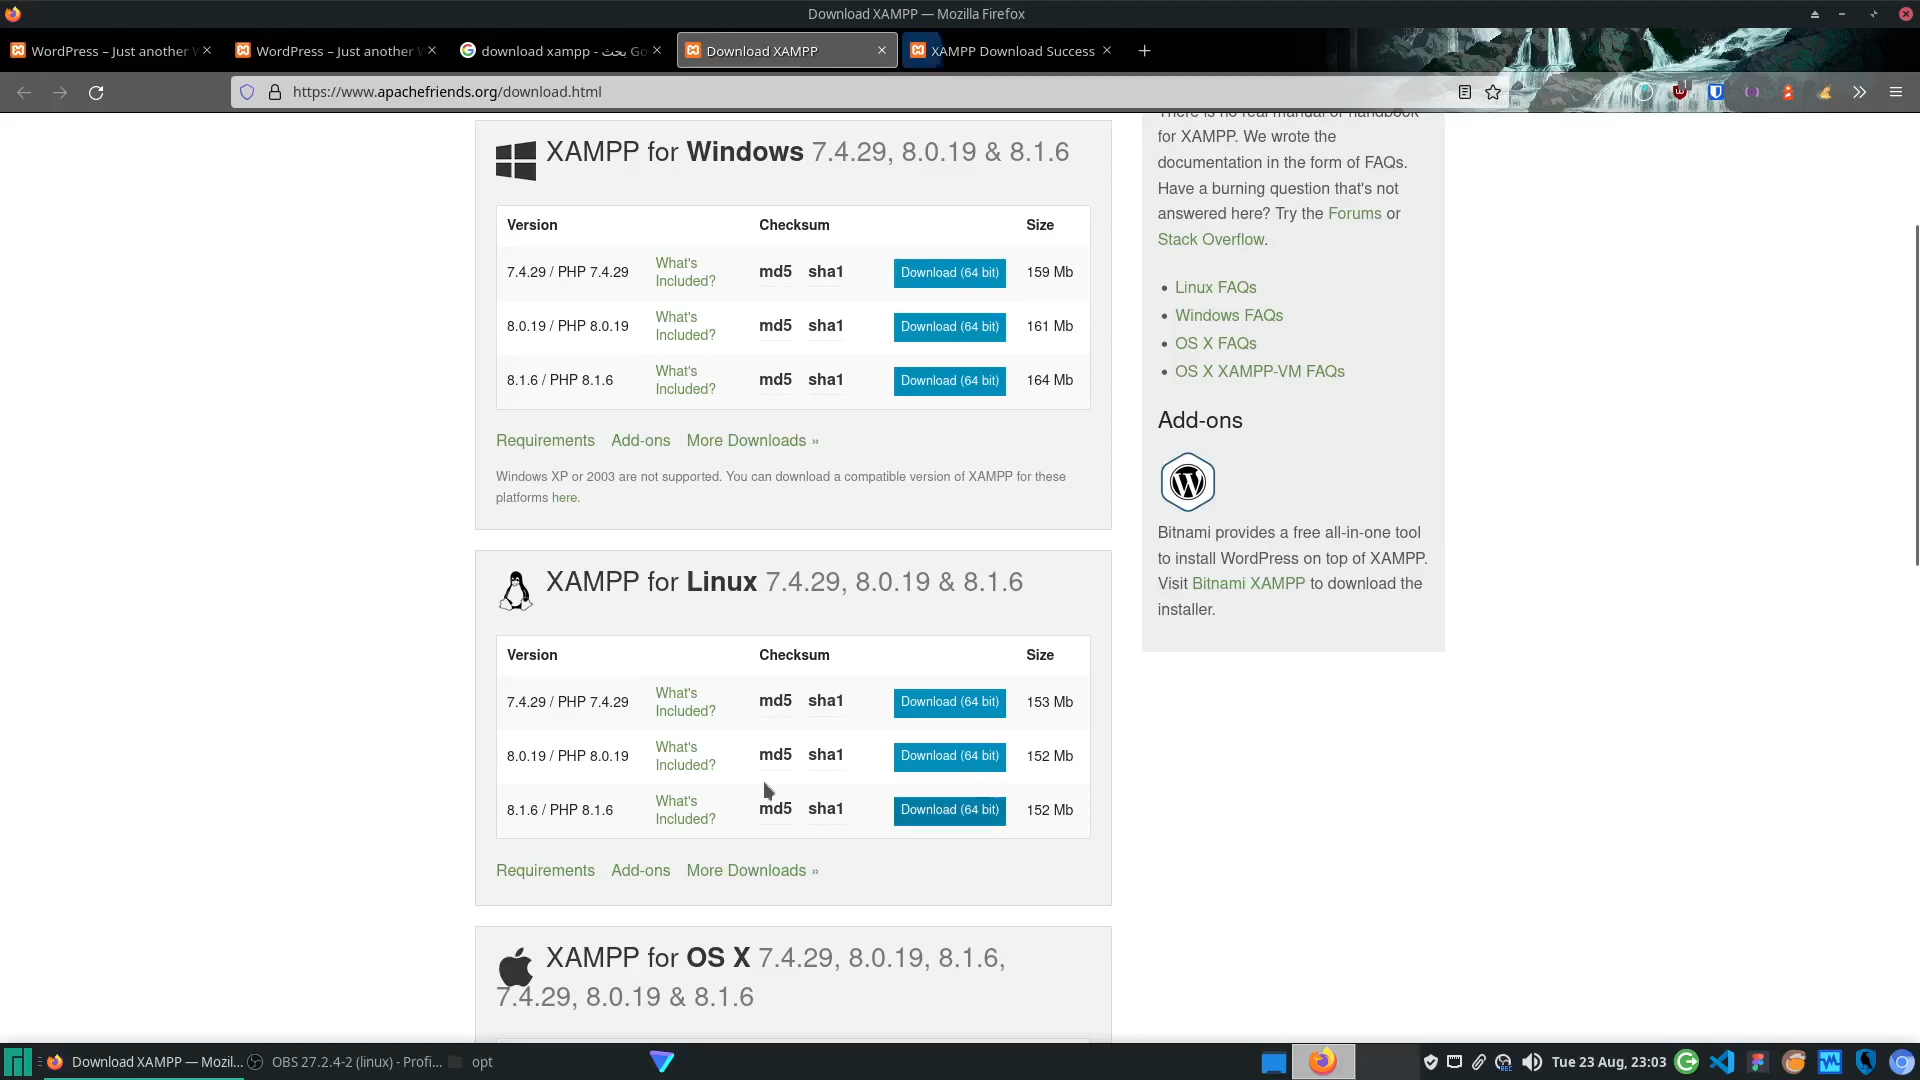 Download XAMPP — Mozilla Firefox
WordPress – Just another
WordPress – Just another
download xampp - بحث Go
Download XAMPP
XAMPP Download Success
https://www.apachefriends.org/download.html
There is no real manual or handbook
for XAMPP. We wrote the
documentation in the form of FAQs.
Have a burning question that's not
answered here? Try the Forums or
Stack Overflow.
Linux FAQs
Windows FAQs
OS X FAQs
OS X XAMPP-VM FAQs
Add-ons
Bitnami provides a free all-in-one tool
to install WordPress on top of XAMPP.
Visit Bitnami XAMPP to download the
installer.
XAMPP for Windows 7.4.29, 8.0.19 & 8.1.6
Version Checksum Size
7.4.29 / PHP 7.4.29 What's Included? md5 sha1 Download (64 bit) 159 Mb
8.0.19 / PHP 8.0.19 What's Included? md5 sha1 Download (64 bit) 161 Mb
8.1.6 / PHP 8.1.6 What's Included? md5 sha1 Download (64 bit) 164 Mb
Requirements Add-ons More Downloads »
Windows XP or 2003 are not supported. You can download a compatible version of XAMPP for these
platforms here.
XAMPP for Linux 7.4.29, 8.0.19 & 8.1.6
Version Checksum Size
7.4.29 / PHP 7.4.29 What's Included? md5 sha1 Download (64 bit) 153 Mb
8.0.19 / PHP 8.0.19 What's Included? md5 sha1 Download (64 bit) 152 Mb
8.1.6 / PHP 8.1.6 What's Included? md5 sha1 Download (64 bit) 152 Mb
Requirements Add-ons More Downloads »
XAMPP for OS X 7.4.29, 8.0.19, 8.1.6,
7.4.29, 8.0.19 & 8.1.6
Download XAMPP — Mozil...
OBS 27.2.4-2 (linux) - Profi...
opt
Tue 23 Aug, 23:03